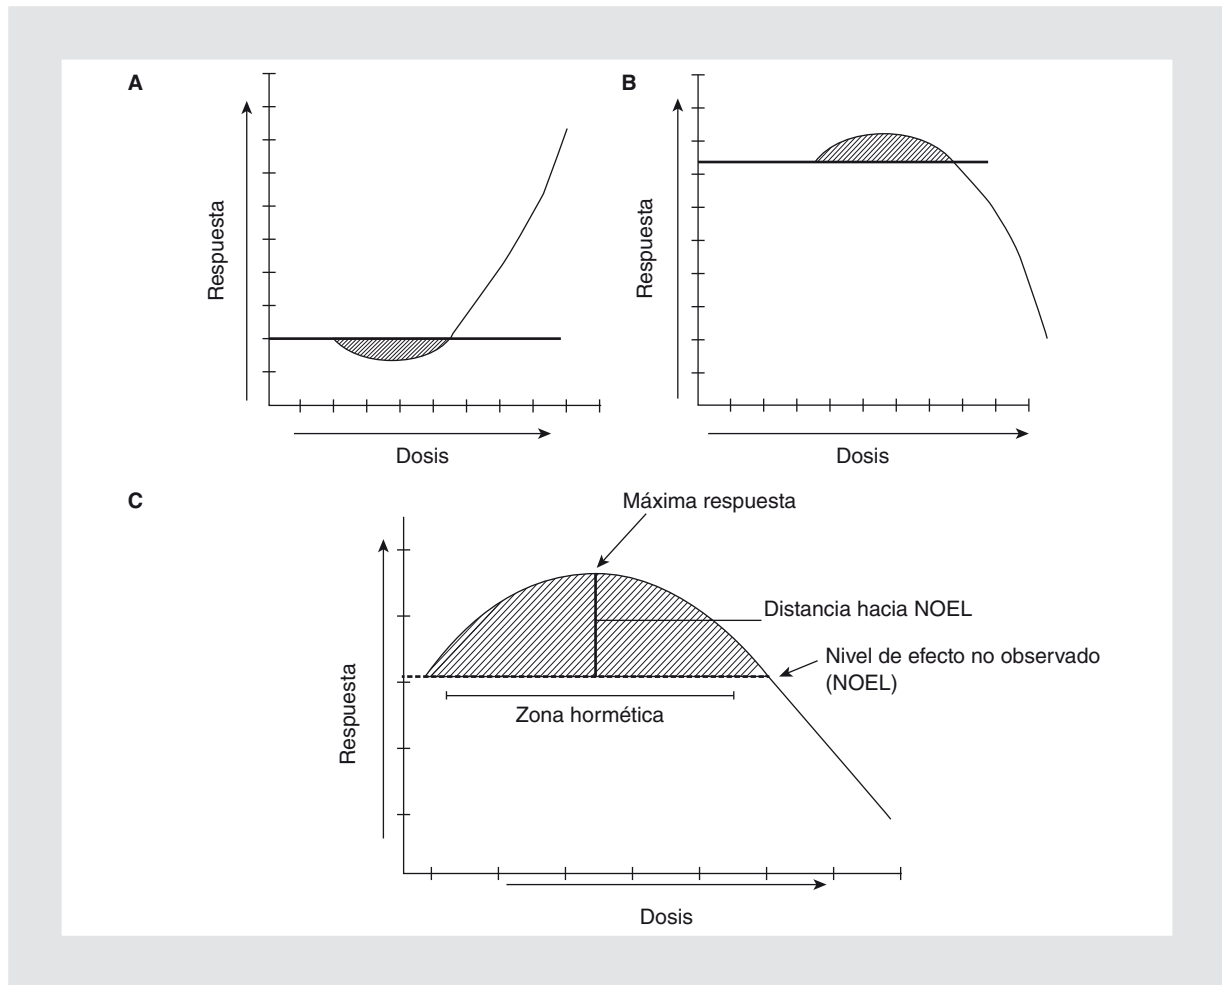 A
Respuesta
Dosis
B
Respuesta
Dosis
C
Máxima respuesta
Distancia hacia NOEL
Nivel de efecto no observado
(NOEL)
Zona hormética
Respuesta
Dosis